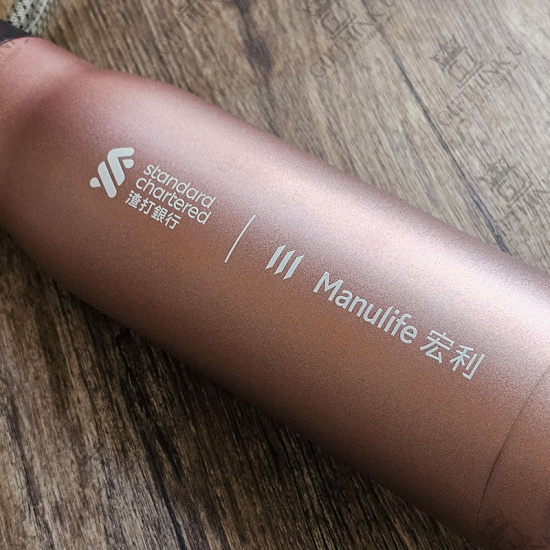 standard
chartered
渣打銀行
Manulife 宏利